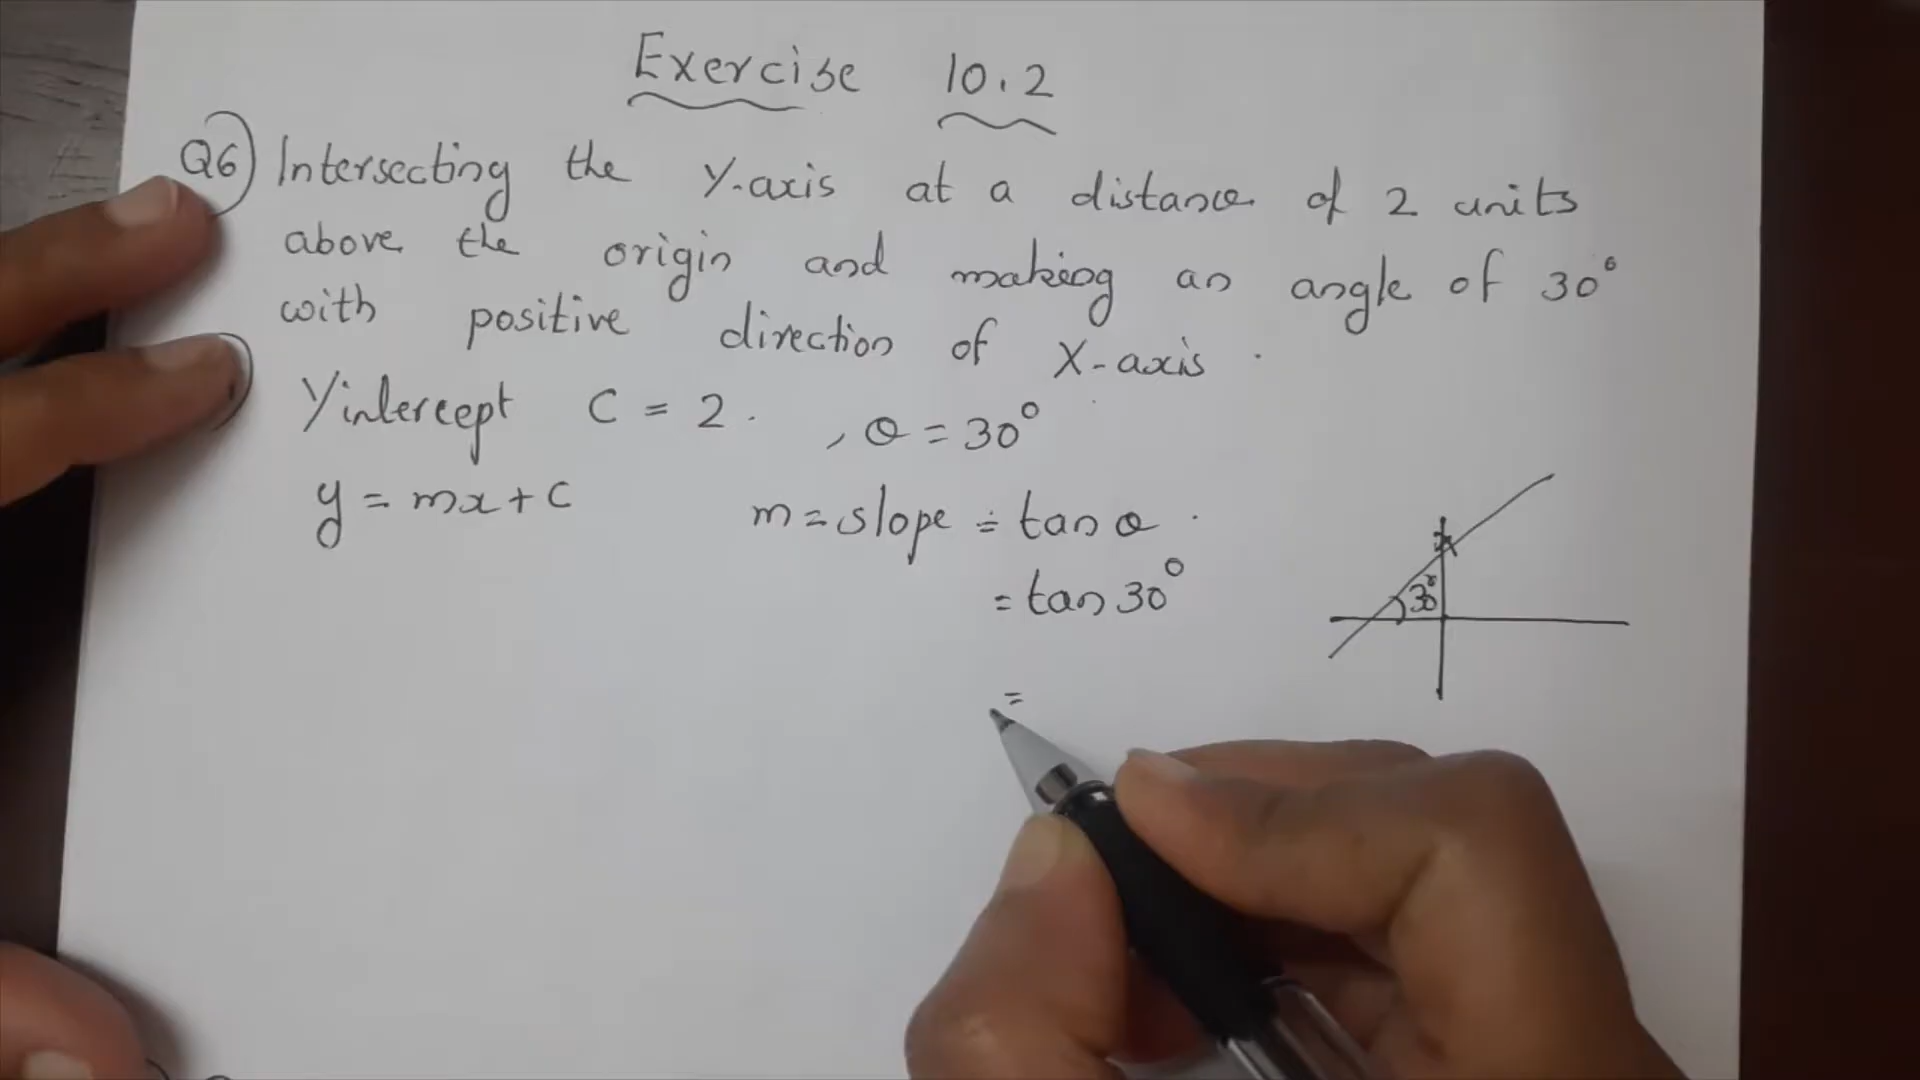 Exercise 10.2
Q6) Intersecting the Y-axis at a distance of 2 units
above the origin and making an angle of 30°
with positive direction of X-axis.
Y intercept C = 2. , θ = 30°
y = mx + c m = slope = tan θ.
= tan 30°
30°
=